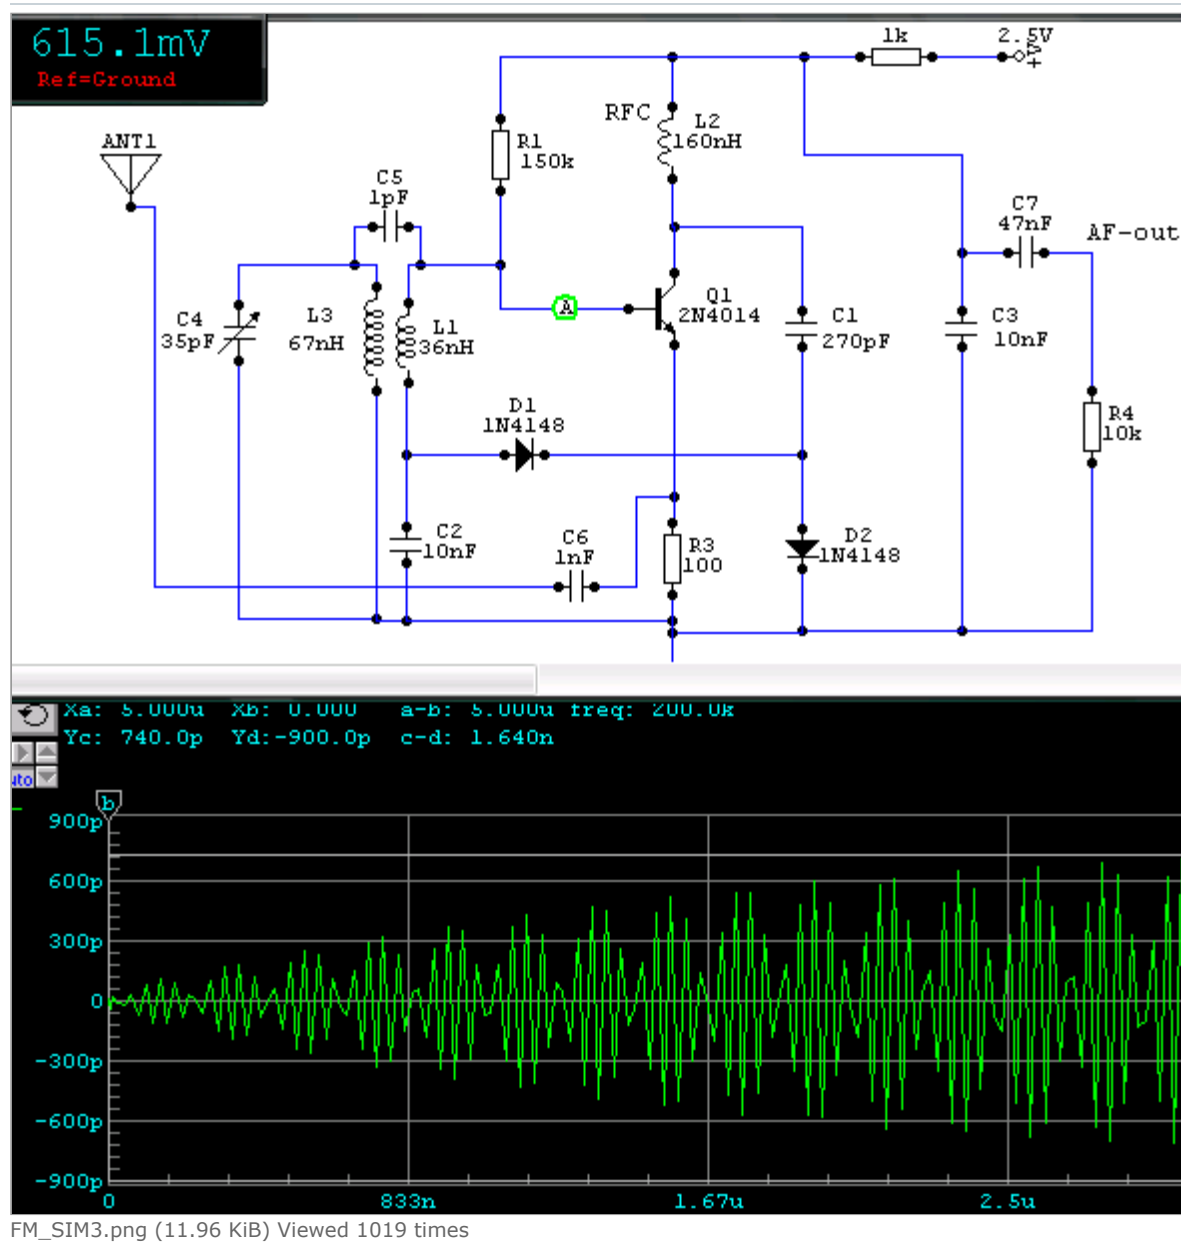 615.1mV
Ref=Ground
1k
2.5V
+
ANT1
RFC
L2
160nH
R1
150k
C5
1pF
C7
47nF
AF-out
Q1
2N4014
C4
35pF
L3
67nH
L1
36nH
A
C1
270pF
C3
10nF
D1
1N4148
R4
10k
C2
10nF
C6
1nF
R3
100
D2
1N4148
Xa: 5.000u Xb: 0.000 a-b: 5.000u freq: 200.0k
Yc: 740.0p Yd:-900.0p c-d: 1.640n
uto
b
900p
600p
300p
0
-300p
-600p
-900p
0 833n 1.67u 2.5u
FM_SIM3.png (11.96 KiB) Viewed 1019 times